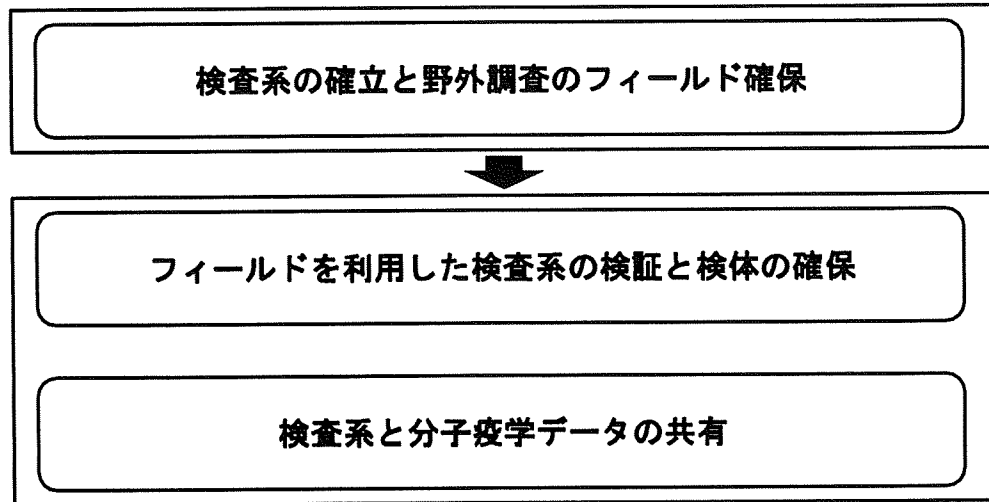 検査系の確立と野外調査のフィールド確保
フィールドを利用した検査系の検証と検体の確保
検査系と分子疫学データの共有